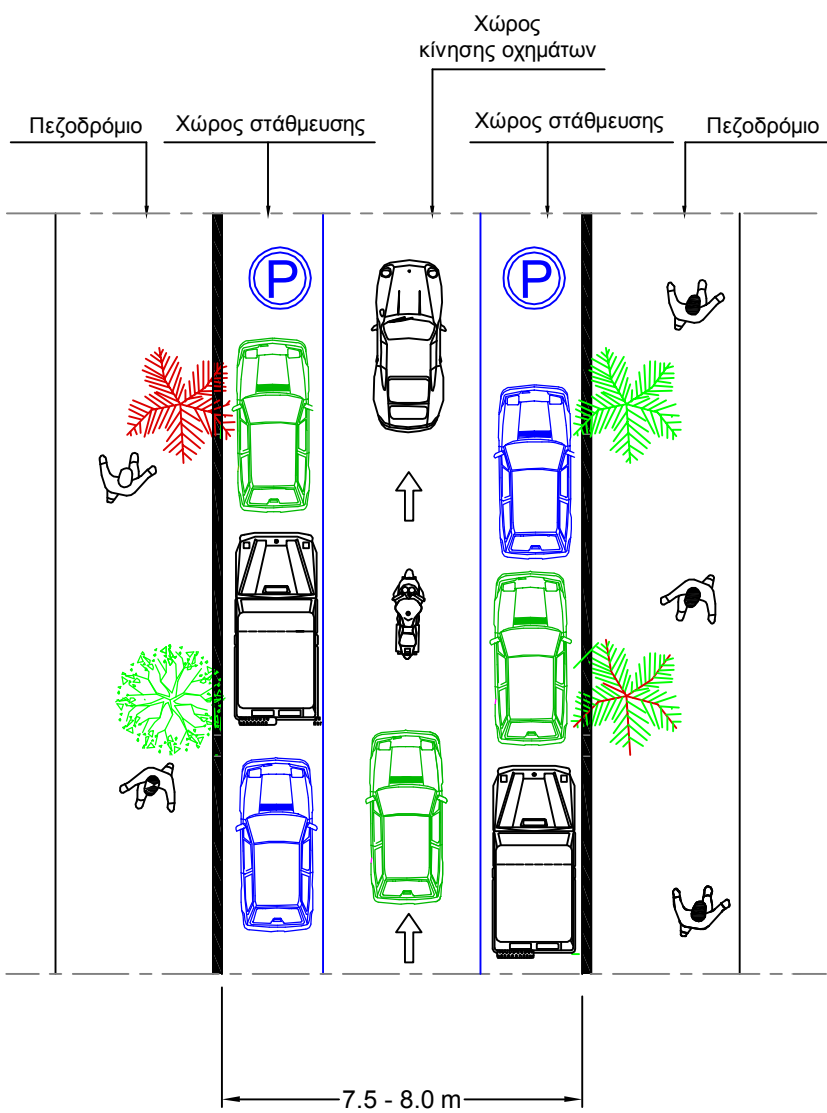 Χώρος
κίνησης οχημάτων
Πεζοδρόμιο
Χώρος στάθμευσης
Χώρος στάθμευσης
Πεζοδρόμιο
P
P
7.5 - 8.0 m